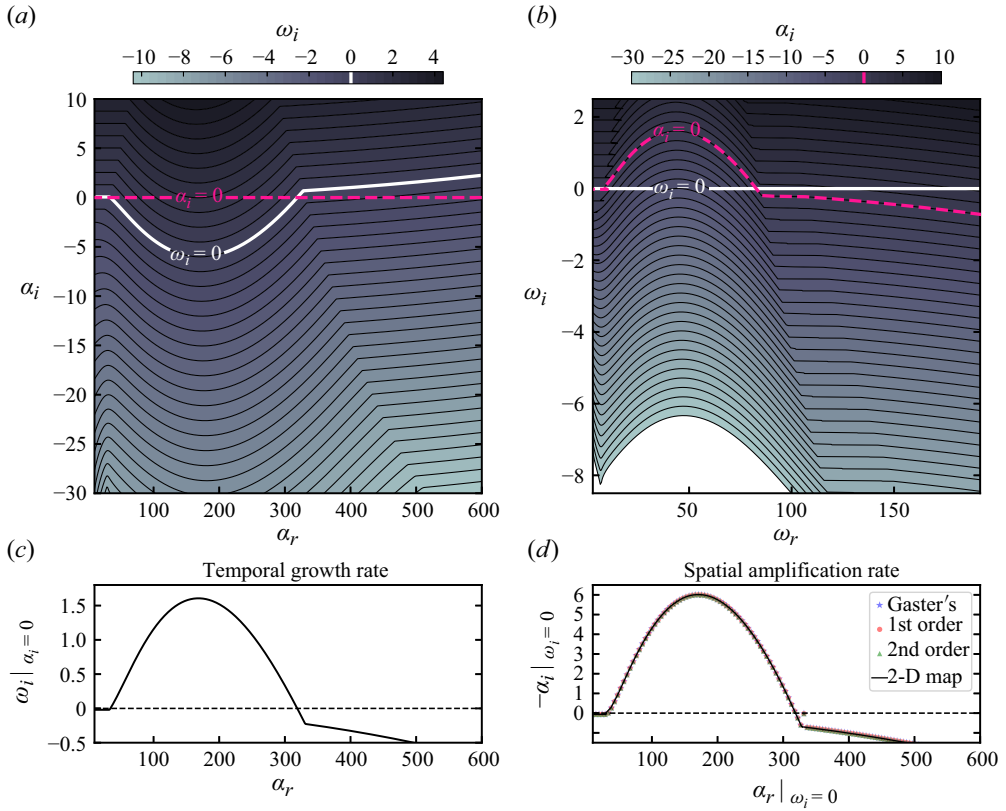 (a)
ω_i
−10 −8 −6 −4 −2 0 2 4
10
5
0
−5
−10
−15
−20
−25
−30
α_i
α_i = 0
ω_i = 0
100 200 300 400 500 600
α_r
(b)
α_i
−30 −25 −20 −15 −10 −5 0 5 10
2
0
−2
−4
−6
−8
ω_i
α_i = 0
ω_i = 0
50 100 150
ω_r
(c)
Temporal growth rate
1.5
1.0
0.5
0
−0.5
ω_i | α_i = 0
100 200 300 400 500 600
α_r
(d)
Spatial amplification rate
6
5
4
3
2
1
0
−α_i | ω_i = 0
Gaster's
1st order
2nd order
2-D map
100 200 300 400 500 600
α_r | ω_i = 0